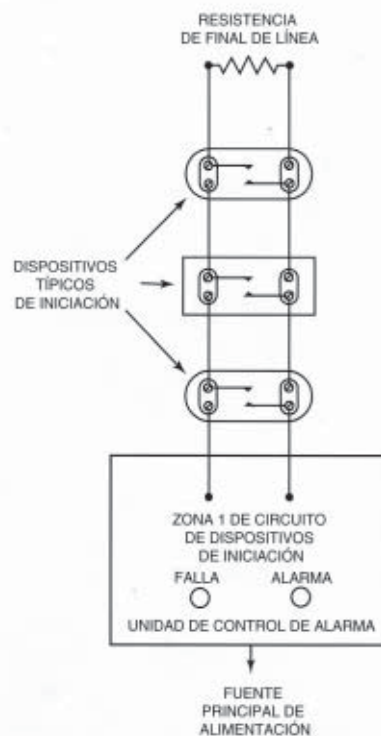 RESISTENCIA
DE FINAL DE LÍNEA
DISPOSITIVOS
TÍPICOS
DE INICIACIÓN
ZONA 1 DE CIRCUITO
DE DISPOSITIVOS
DE INICIACIÓN
FALLA ALARMA
UNIDAD DE CONTROL DE ALARMA
FUENTE
PRINCIPAL DE
ALIMENTACIÓN